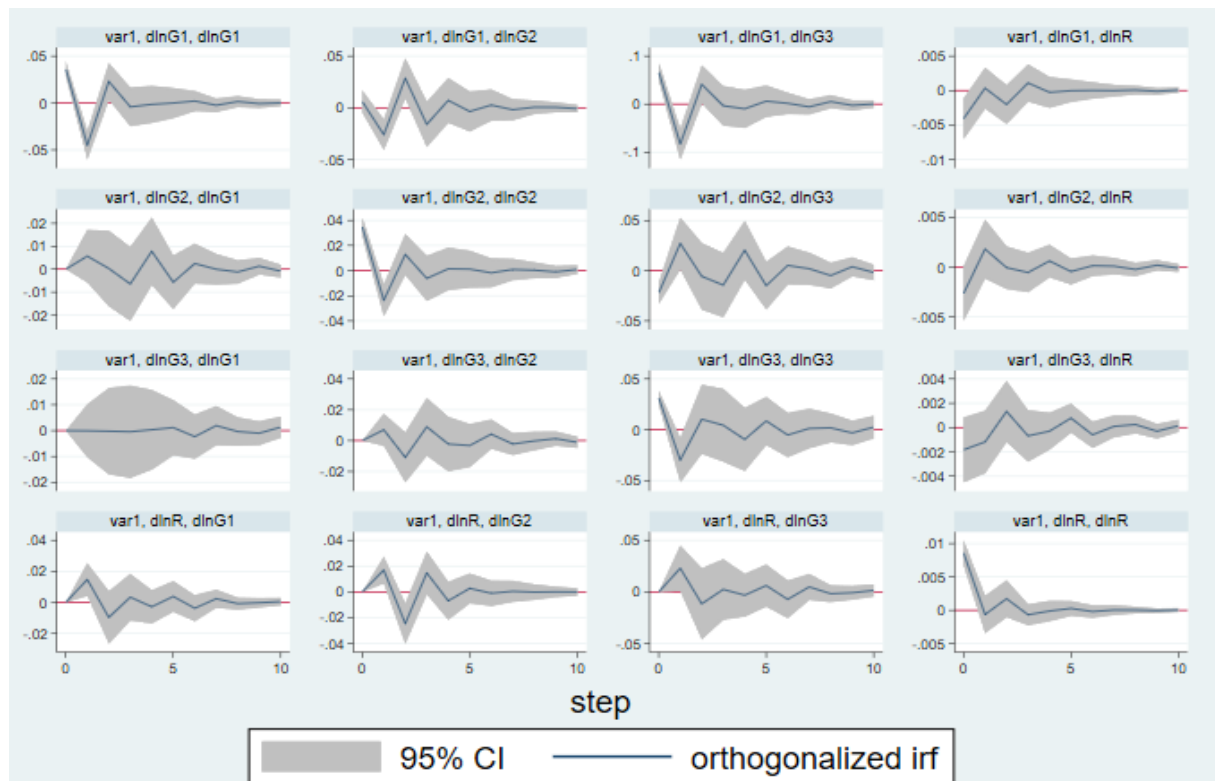 var1, dlnG1, dlnG1
var1, dlnG1, dlnG2
var1, dlnG1, dlnG3
var1, dlnG1, dlnR
.05
0
-.05
.05
0
-.05
.1
0
-.1
.005
0
-.005
-.01
var1, dlnG2, dlnG1
var1, dlnG2, dlnG2
var1, dlnG2, dlnG3
var1, dlnG2, dlnR
.02
.01
0
-.01
-.02
.04
.02
0
-.02
-.04
.05
0
-.05
.005
0
-.005
var1, dlnG3, dlnG1
var1, dlnG3, dlnG2
var1, dlnG3, dlnG3
var1, dlnG3, dlnR
.02
.01
0
-.01
-.02
.04
.02
0
-.02
.05
0
-.05
.004
.002
0
-.002
-.004
var1, dlnR, dlnG1
var1, dlnR, dlnG2
var1, dlnR, dlnG3
var1, dlnR, dlnR
.04
.02
0
-.02
.04
.02
0
-.02
-.04
.05
0
-.05
.01
.005
0
-.005
0 5 10
0 5 10
0 5 10
0 5 10
step
95% CI
orthogonalized irf